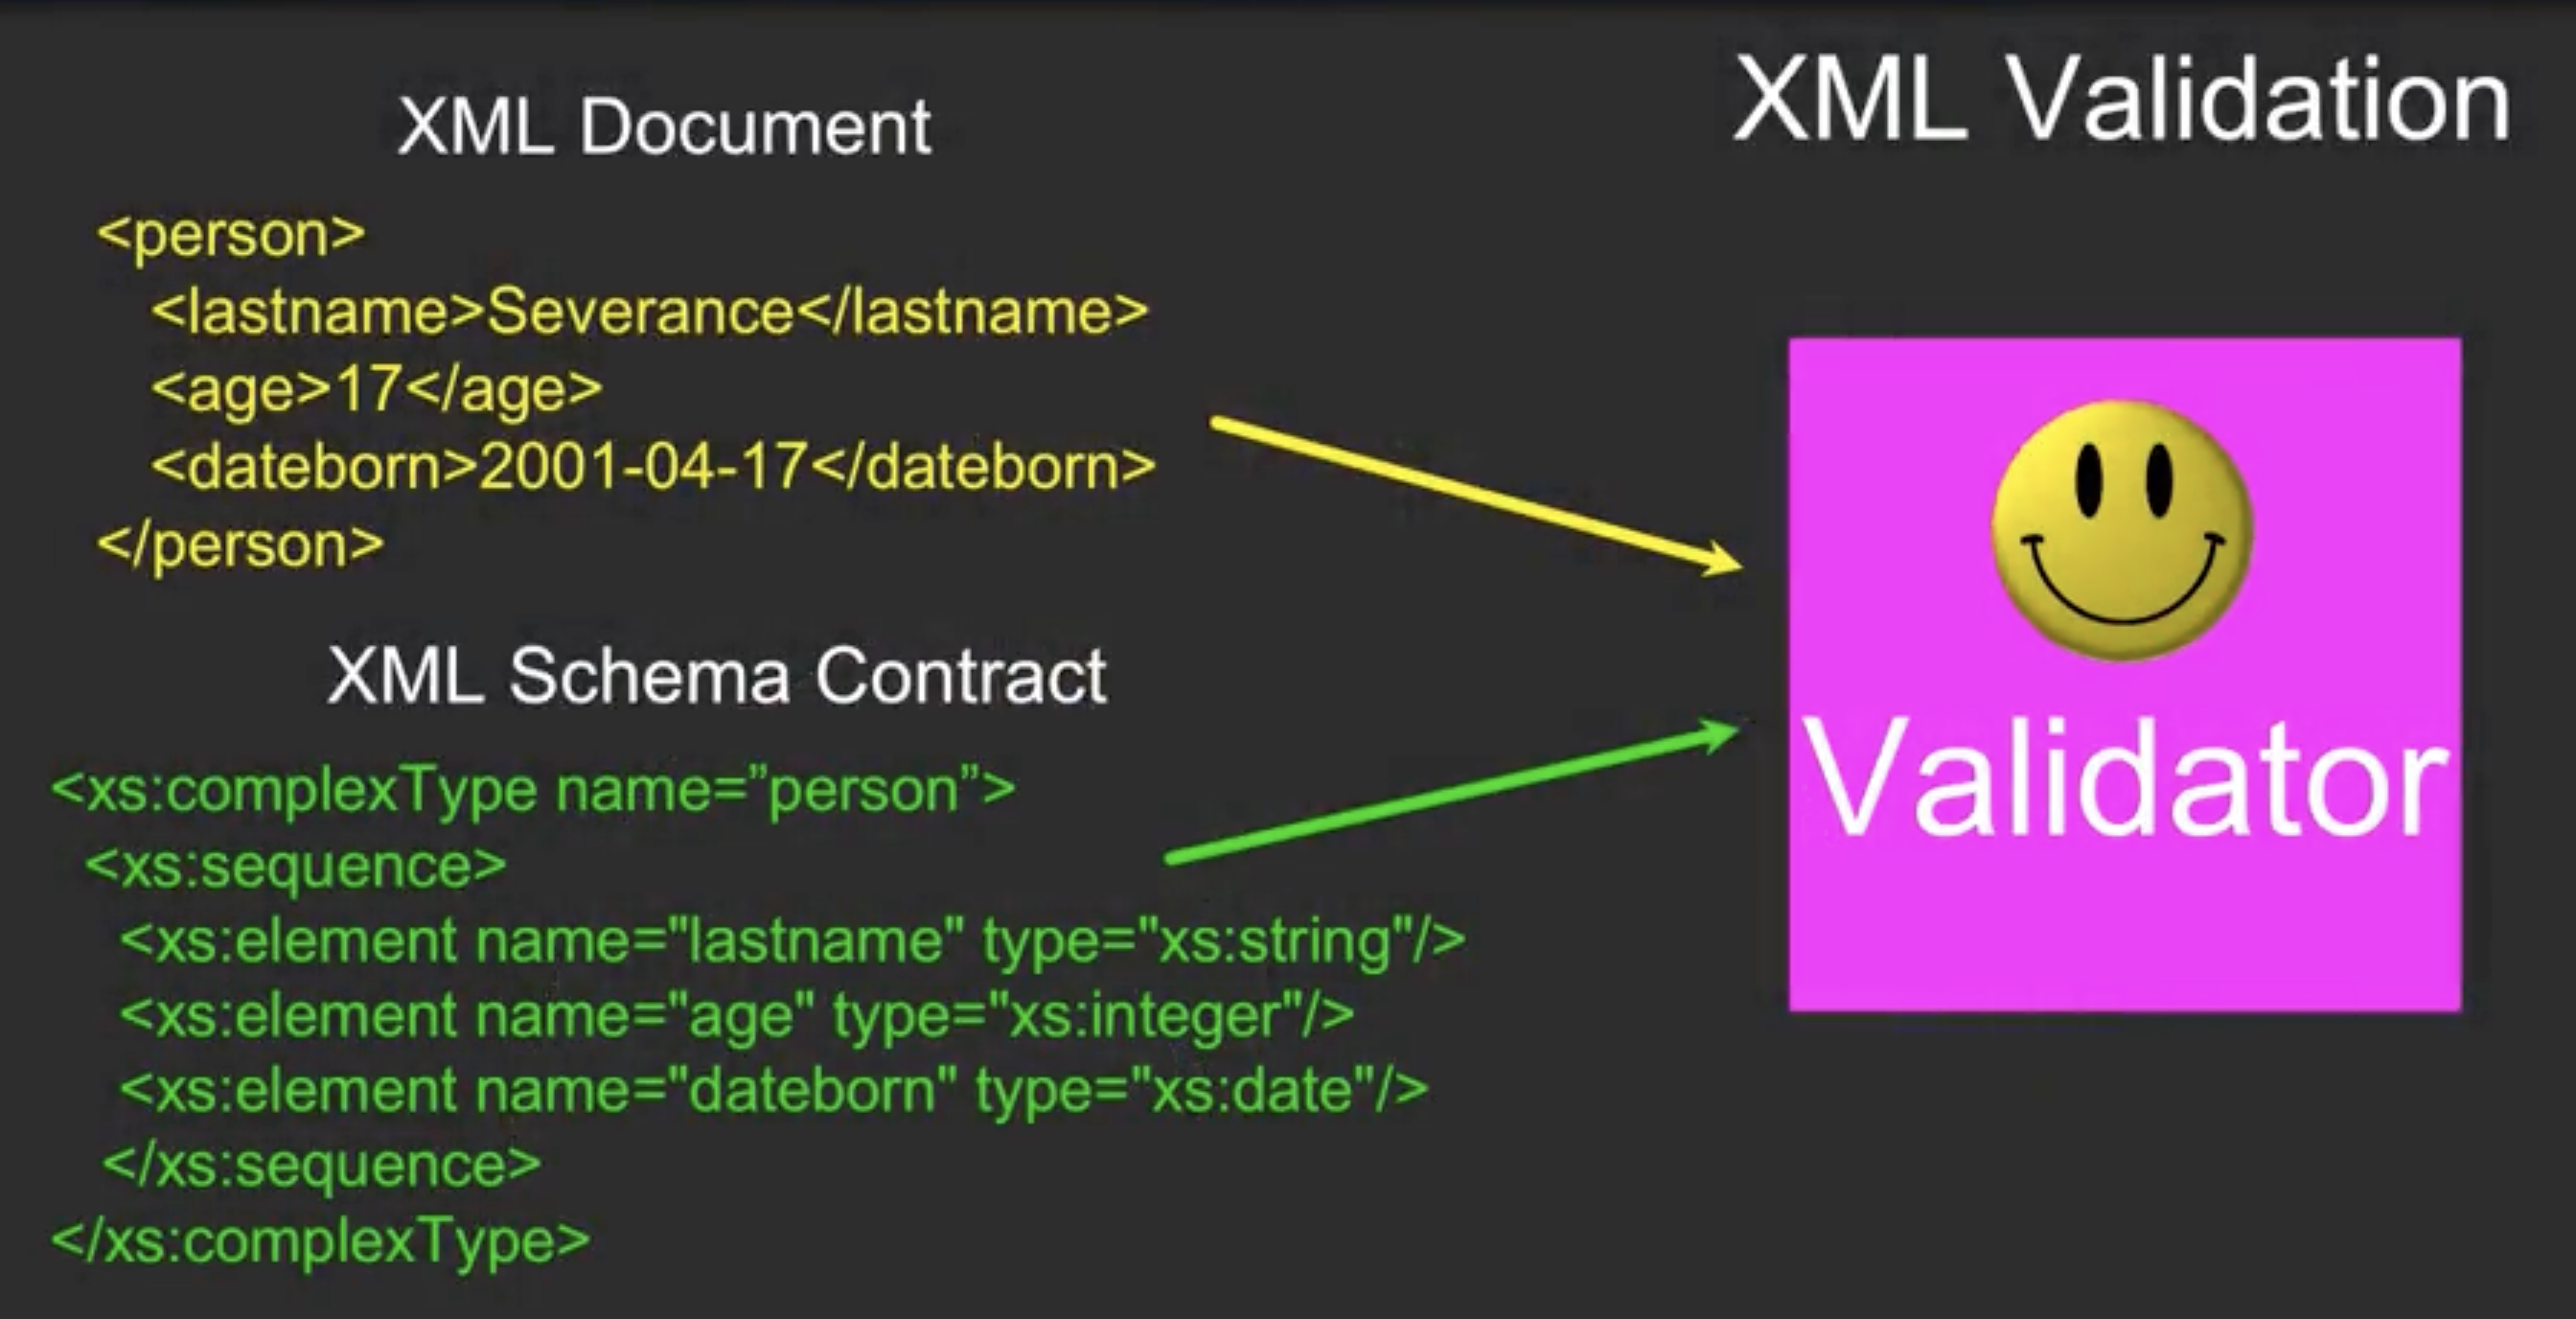 XML Validation
XML Document
<person>
<lastname>Severance</lastname>
<age>17</age>
<dateborn>2001-04-17</dateborn>
</person>
XML Schema Contract
<xs:complexType name=”person”>
<xs:sequence>
<xs:element name="lastname" type="xs:string"/>
<xs:element name="age" type="xs:integer"/>
<xs:element name="dateborn" type="xs:date"/>
</xs:sequence>
</xs:complexType>
Validator